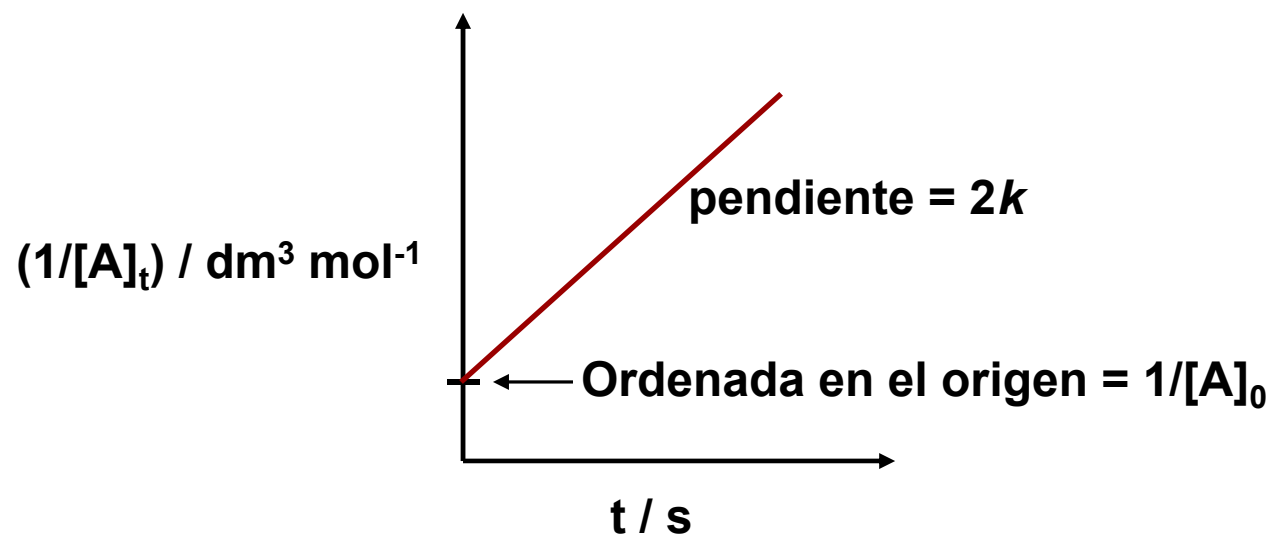 pendiente = 2k
(1/[A]ₜ) / dm³ mol⁻¹
Ordenada en el origen = 1/[A]₀
t / s